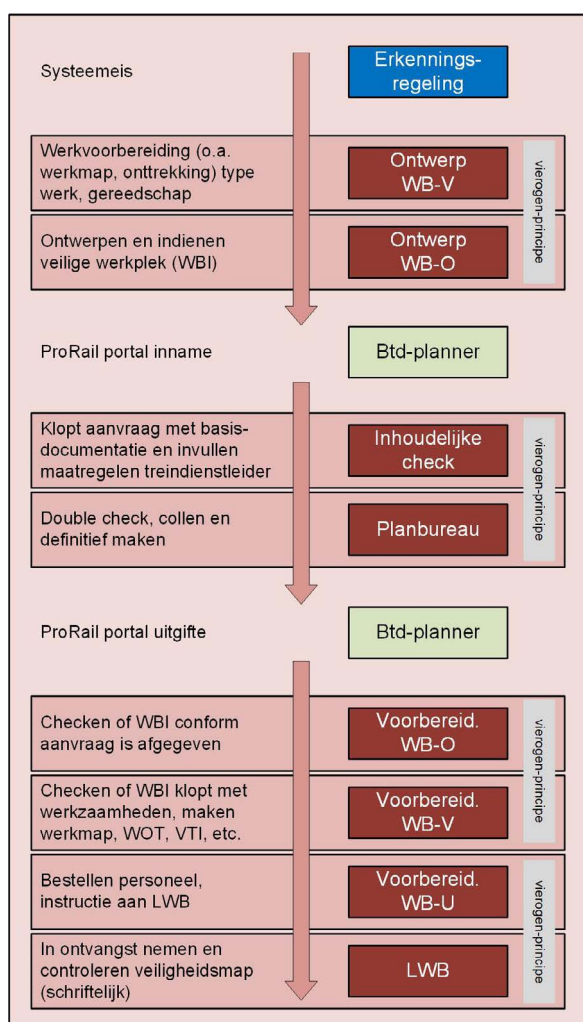 Systeemeis
Erkennings-
regeling
Werkvoorbereiding (o.a.
werkmap, onttrekking) type
werk, gereedschap
Ontwerp
WB-V
Ontwerpen en indienen
veilige werkplek (WBI)
Ontwerp
WB-O
vierogen-principe
ProRail portal inname
Btd-planner
Klopt aanvraag met basis-
documentatie en invullen
maatregelen treindienstleider
Inhoudelijke
check
Double check, collen en
definitief maken
Planbureau
vierogen-principe
ProRail portal uitgifte
Btd-planner
Checken of WBI conform
aanvraag is afgegeven
Voorbereid.
WB-O
Checken of WBI klopt met
werkzaamheden, maken
werkmap, WOT, VTI, etc.
Voorbereid.
WB-V
vierogen-principe
Bestellen personeel,
instructie aan LWB
Voorbereid.
WB-U
In ontvangst nemen en
controleren veiligheidsmap
(schriftelijk)
LWB
vierogen-principe